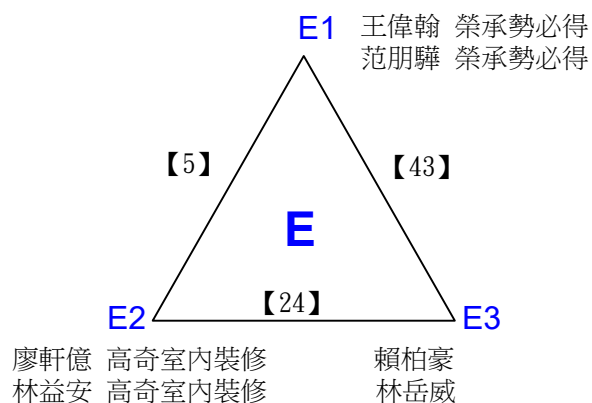 E1
王偉翰 榮承勢必得
范朋驊 榮承勢必得
【5】
【43】
E
【24】
E2
E3
廖軒億 高奇室內裝修
林益安 高奇室內裝修
賴柏豪
林岳威